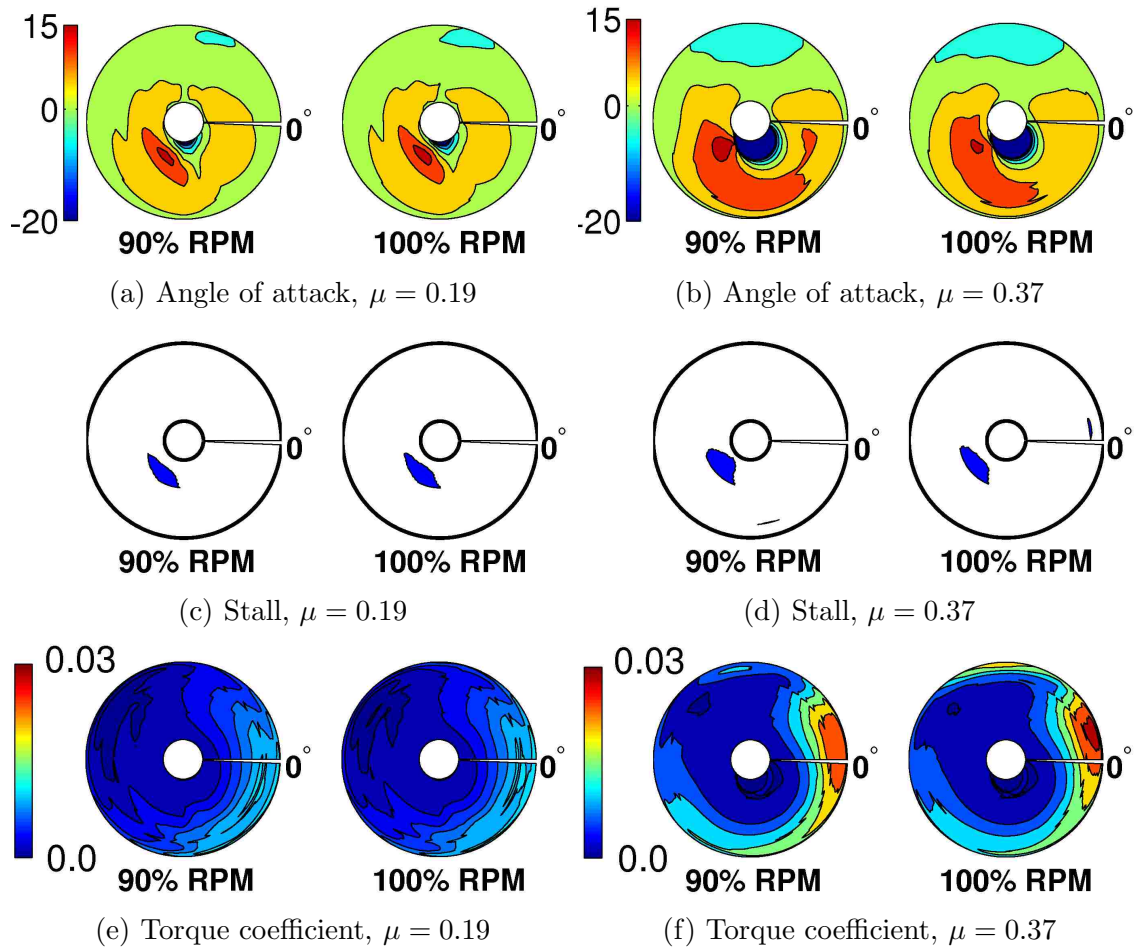 15
0
-20
0°
0°
90% RPM
100% RPM
(a) Angle of attack, μ = 0.19
15
0
-20
0°
0°
90% RPM
100% RPM
(b) Angle of attack, μ = 0.37
0°
0°
90% RPM
100% RPM
(c) Stall, μ = 0.19
0°
0°
90% RPM
100% RPM
(d) Stall, μ = 0.37
0.03
0.0
0°
0°
90% RPM
100% RPM
(e) Torque coefficient, μ = 0.19
0.03
0.0
0°
0°
90% RPM
100% RPM
(f) Torque coefficient, μ = 0.37